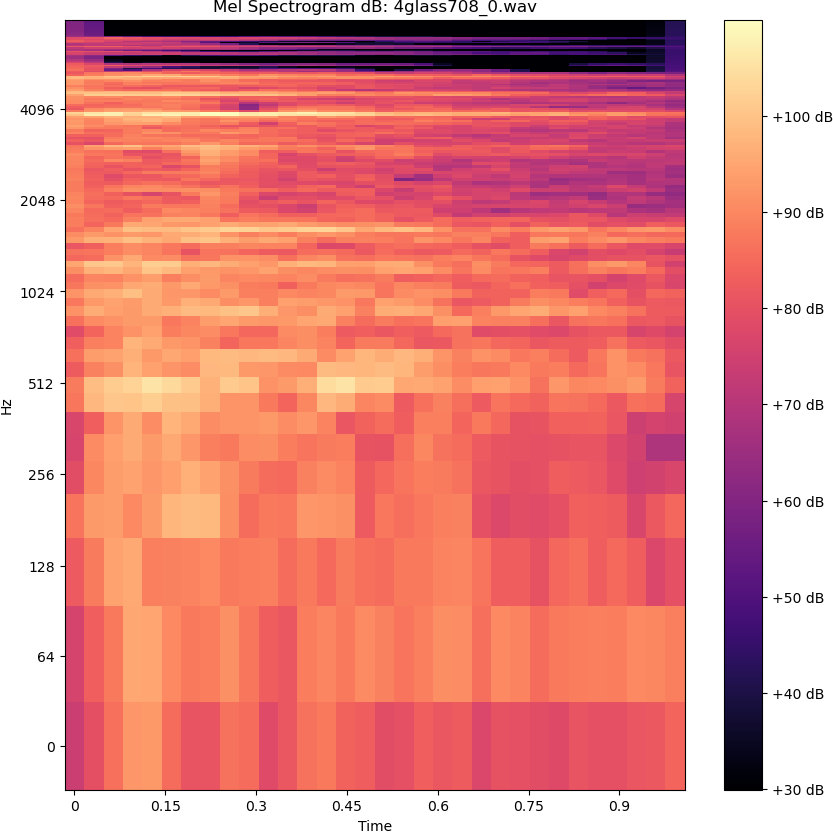 Mel Spectrogram dB: 4glass708_0.wav
4096
2048
1024
512
256
128
64
0
Hz
0 0.15 0.3 0.45 0.6 0.75 0.9
Time
+100 dB
+90 dB
+80 dB
+70 dB
+60 dB
+50 dB
+40 dB
+30 dB